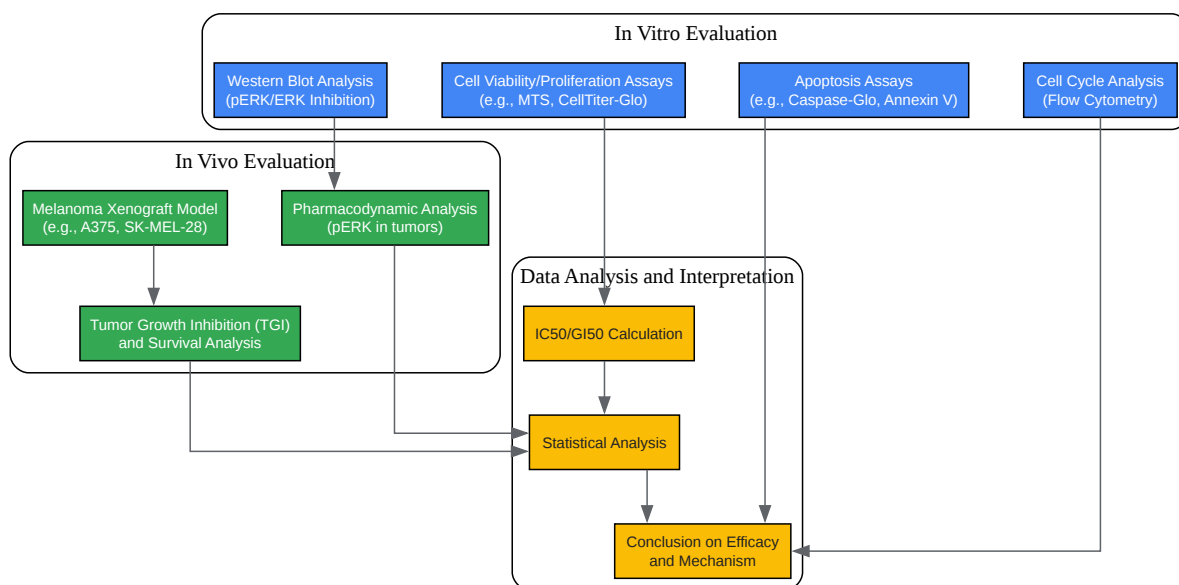 In Vitro Evaluation
Western Blot Analysis
(pERK/ERK Inhibition)
Cell Viability/Proliferation Assays
(e.g., MTS, CellTiter-Glo)
Apoptosis Assays
(e.g., Caspase-Glo, Annexin V)
Cell Cycle Analysis
(Flow Cytometry)
In Vivo Evaluation
Melanoma Xenograft Model
(e.g., A375, SK-MEL-28)
Pharmacodynamic Analysis
(pERK in tumors)
Tumor Growth Inhibition (TGI)
and Survival Analysis
Data Analysis and Interpretation
IC50/GI50 Calculation
Statistical Analysis
Conclusion on Efficacy
and Mechanism